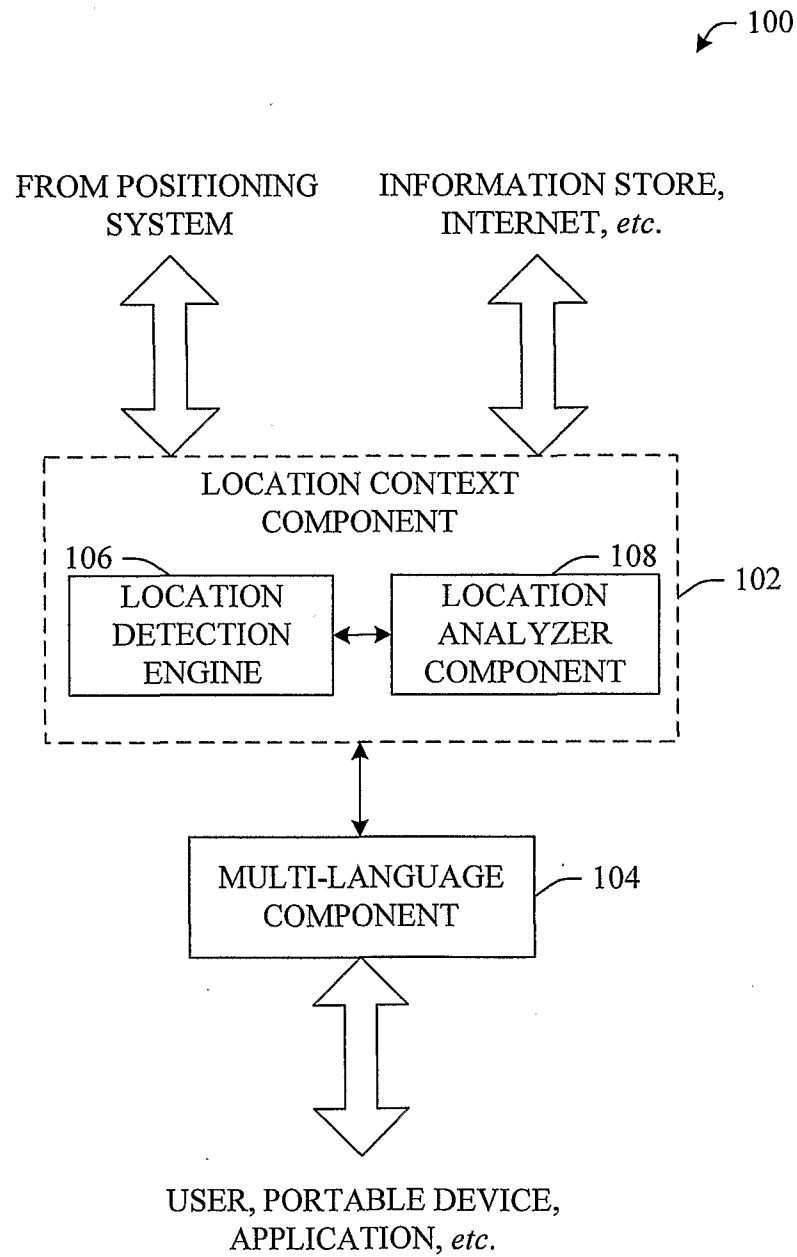 100
FROM POSITIONING
SYSTEM
INFORMATION STORE,
INTERNET, etc.
LOCATION CONTEXT
COMPONENT
106
LOCATION
DETECTION
ENGINE
108
LOCATION
ANALYZER
COMPONENT
102
MULTI-LANGUAGE
COMPONENT
104
USER, PORTABLE DEVICE,
APPLICATION, etc.